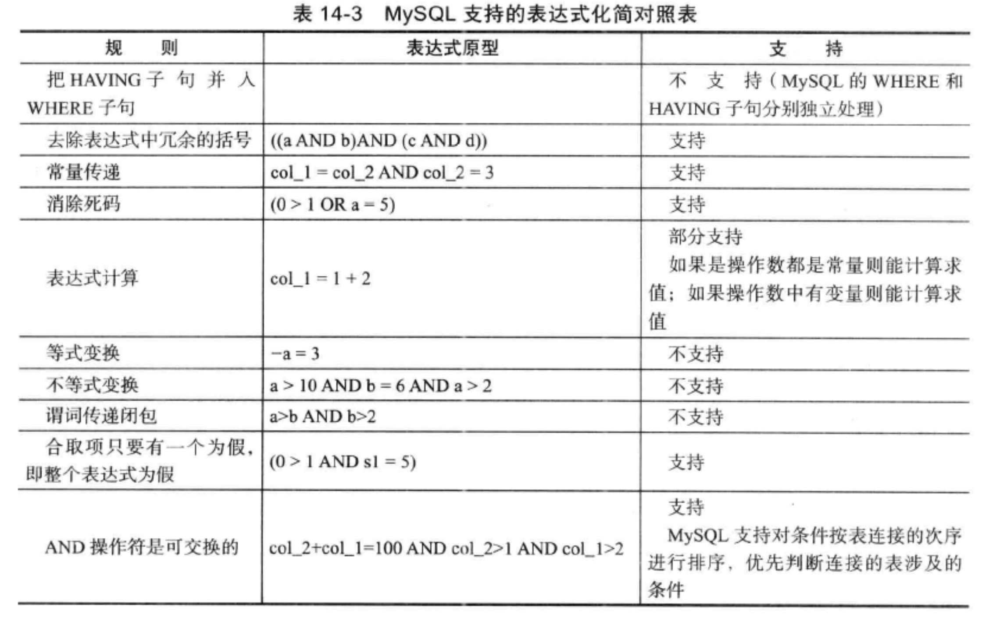 表 14-3 MySQL 支持的表达式化简对照表
规 则 表达式原型 支 持
把 HAVING 子 句 并 入
WHERE 子句
不 支 持（MySQL 的 WHERE 和
HAVING 子句分别独立处理）
去除表达式中冗余的括号 ((a AND b)AND (c AND d)) 支持
常量传递 col_1 = col_2 AND col_2 = 3 支持
消除死码 (0 > 1 OR a = 5) 支持
表达式计算 col_1 = 1 + 2
部分支持
如果是操作数都是常量则能计算求
值；如果操作数中有变量则能计算求
值
等式变换 −a = 3 不支持
不等式变换 a > 10 AND b = 6 AND a > 2 不支持
谓词传递闭包 a>b AND b>2 不支持
合取项只要有一个为假，
即整个表达式为假
(0 > 1 AND s1 = 5) 支持
AND 操作符是可交换的 col_2+col_1=100 AND col_2>1 AND col_1>2
支持
MySQL 支持对条件按表连接的次序
进行排序，优先判断连接的表涉及的
条件